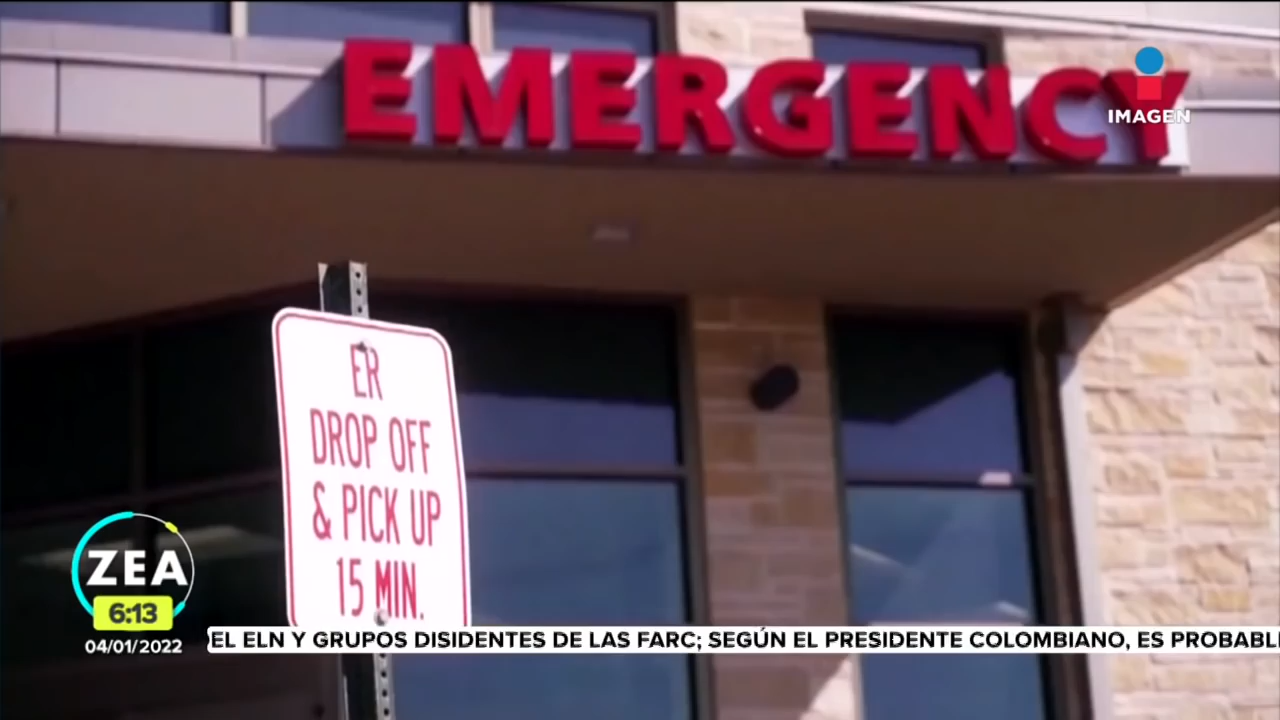 EMERGENCY
IMAGEN
ER
DROP OFF
& PICK UP
15 MIN.
ZEA
6:13
04/01/2022
EL ELN Y GRUPOS DISIDENTES DE LAS FARC; SEGÚN EL PRESIDENTE COLOMBIANO, ES PROBABL